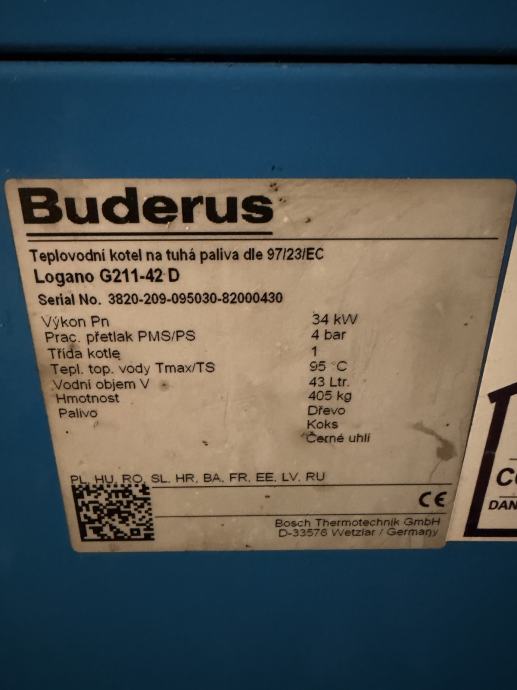 Buderus
Teplovodní kotel na tuhá paliva dle 97/23/EC
Logano G211-42 D
Serial No. 3820-209-095030-82000430
Výkon Pn 34 kW
Prac. přetlak PMS/PS 4 bar
Třída kotle 1
Tepl. top. vody Tmax/TS 95 °C
Vodní objem V 43 Ltr.
Hmotnost 405 kg
Palivo Dřevo
Koks
Černé uhlí
PL, HU, RO, SL, HR, BA, FR, EE, LV, RU
CE
Bosch Thermotechnik GmbH
D-33576 Wetzlar / Germany
DAN